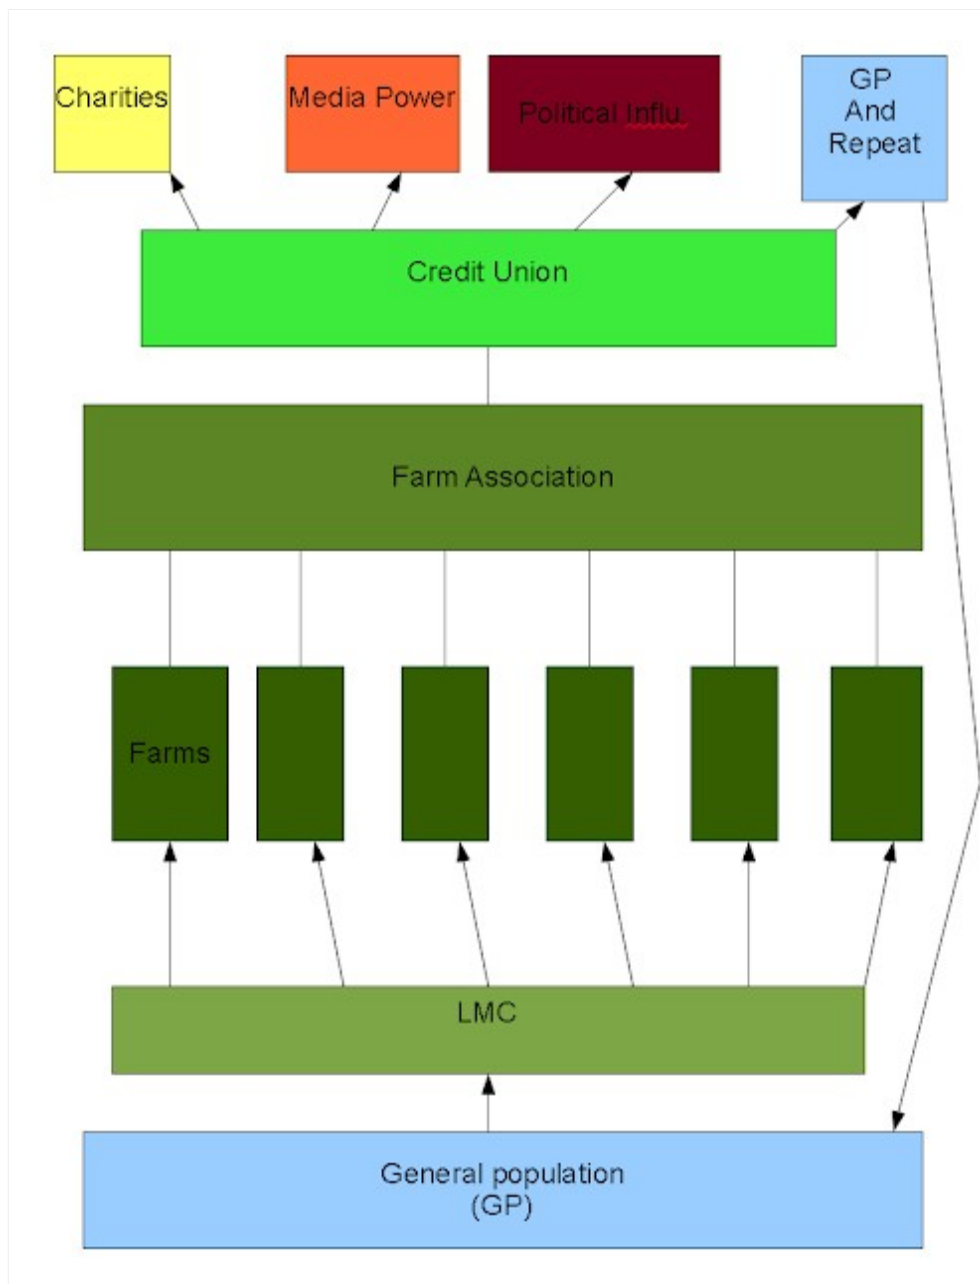 Charities
Media Power
Political Influ.
GP
And
Repeat
Credit Union
Farm Association
Farms
LMC
General population
(GP)